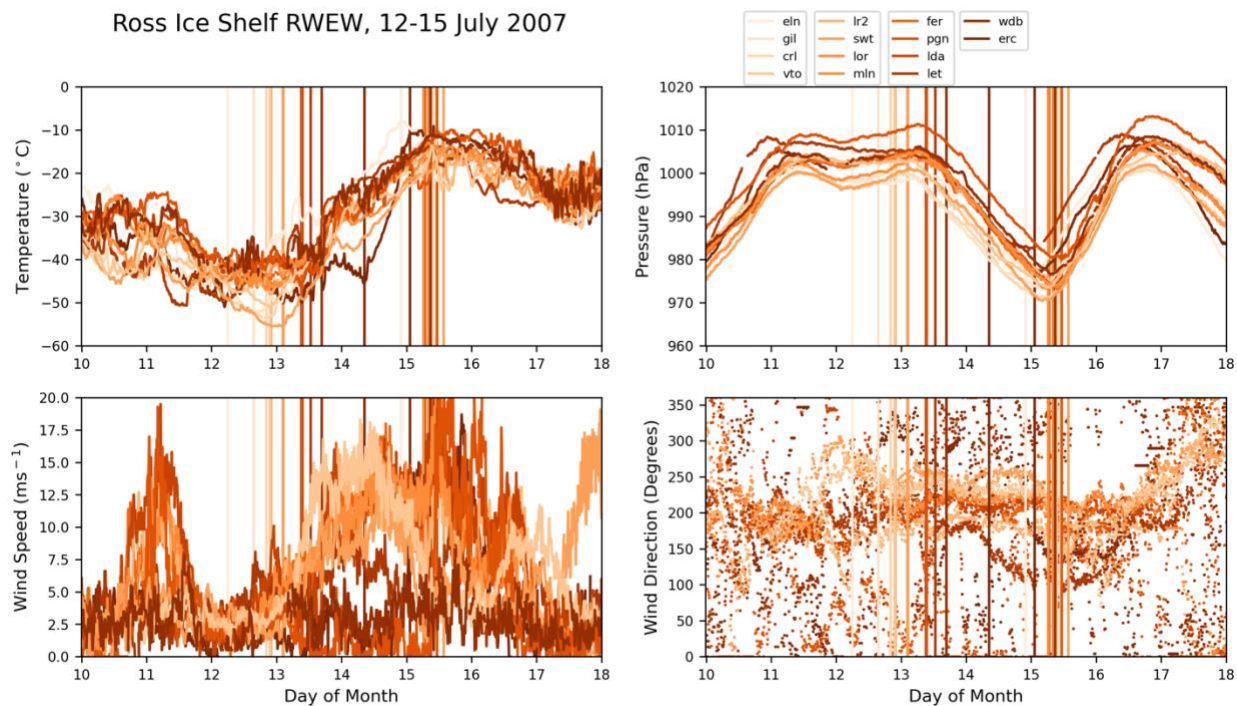 Ross Ice Shelf RWEW, 12-15 July 2007
eln lr2 fer wdb
gil swt pgn erc
crl lor lda
vto mln let
Temperature (°C)
0
−10
−20
−30
−40
−50
−60
10 11 12 13 14 15 16 17 18
Pressure (hPa)
1020
1010
1000
990
980
970
960
10 11 12 13 14 15 16 17 18
Wind Speed (ms⁻¹)
20.0
17.5
15.0
12.5
10.0
7.5
5.0
2.5
0.0
10 11 12 13 14 15 16 17 18
Day of Month
Wind Direction (Degrees)
350
300
250
200
150
100
50
0
10 11 12 13 14 15 16 17 18
Day of Month